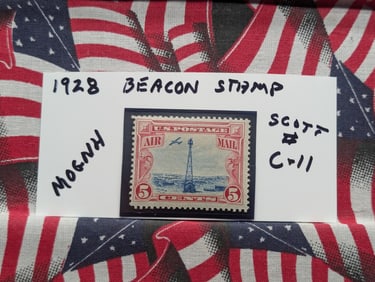 1928 BEACON STAMP
MOGNH
SCOTT
#
C-11
U.S. POSTAGE
AIR MAIL
5 5
CENTS